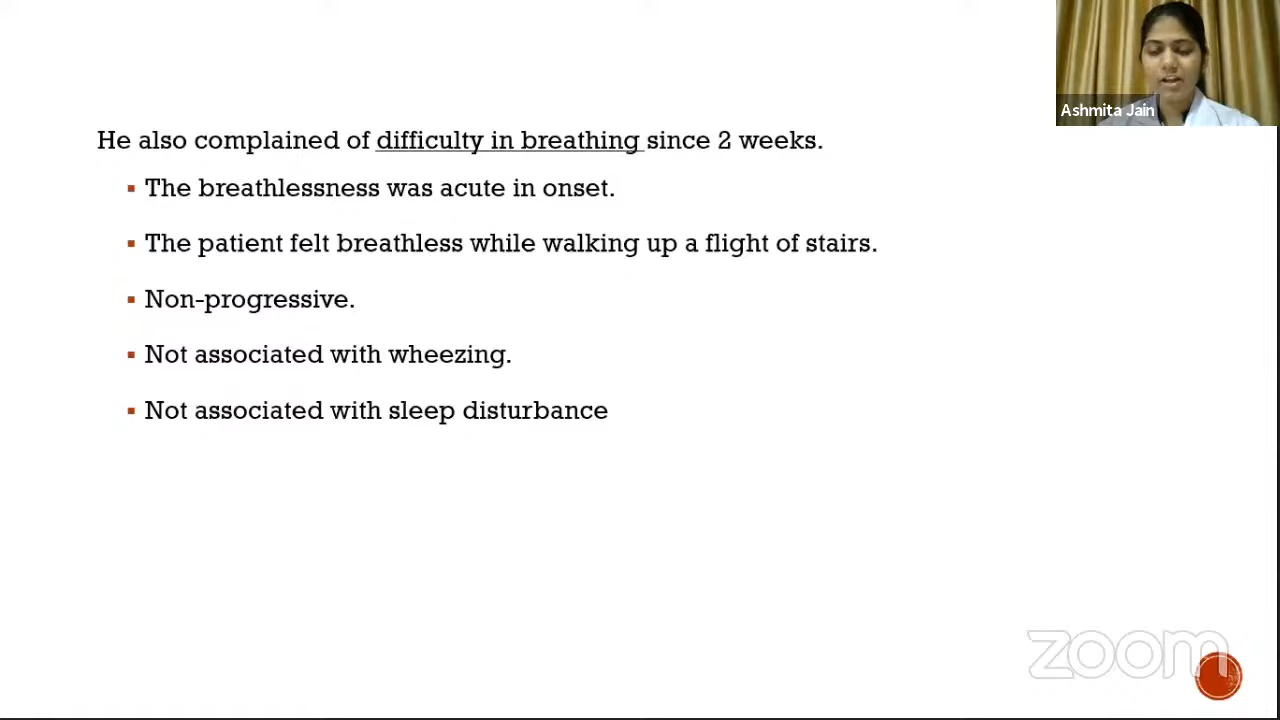 Ashmita Jain
He also complained of difficulty in breathing since 2 weeks.
▪ The breathlessness was acute in onset.
▪ The patient felt breathless while walking up a flight of stairs.
▪ Non-progressive.
▪ Not associated with wheezing.
▪ Not associated with sleep disturbance
zoom